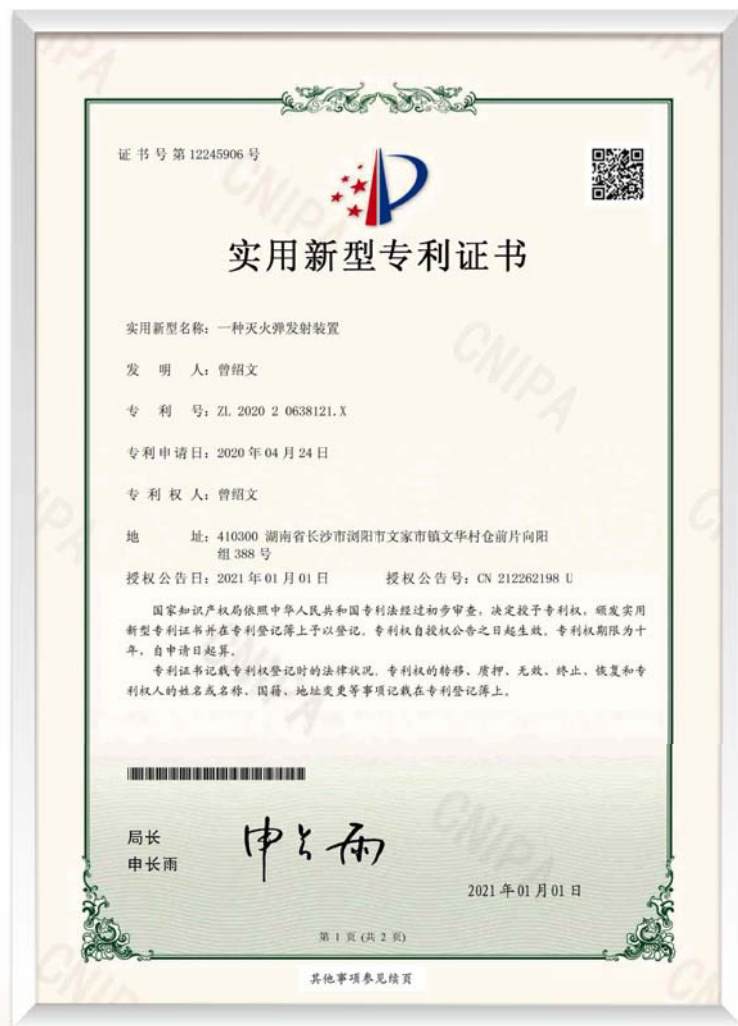 证书号第12245906号
实用新型专利证书
实用新型名称：一种灭火弹发射装置
发明人：曾绍文
专利号：ZL 2020 2 0638121.X
专利申请日：2020年04月24日
专利权人：曾绍文
地址：410300 湖南省长沙市浏阳市文家市镇文华村仓前片向阳
组388号
授权公告日：2021年01月01日 授权公告号：CN 212262198 U
国家知识产权局依照中华人民共和国专利法经过初步审查，决定授予专利权，颁发实用
新型专利证书并在专利登记簿上予以登记。专利权自授权公告之日起生效。专利权期限为十
年，自申请日起算。
专利证书记载专利权登记时的法律状况。专利权的转移、质押、无效、终止、恢复和专
利权人的姓名或名称、国籍、地址变更等事项记载在专利登记簿上。
局长
申长雨
申长雨
2021年01月01日
第 1 页 (共 2 页)
其他事项参见续页
CNIPA
CNIPA
CNIPA
CNIPA